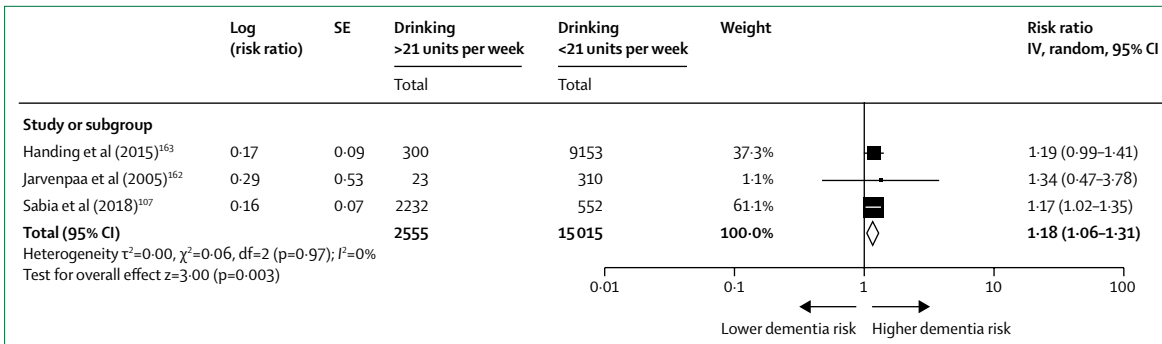 Log SE Drinking Drinking Weight Risk ratio
(risk ratio) >21 units per week <21 units per week IV, random, 95% CI
Total Total
Study or subgroup
Handing et al (2015)¹⁶³ 0·17 0·09 300 9153 37·3% 1·19 (0·99–1·41)
Jarvenpaa et al (2005)¹⁶² 0·29 0·53 23 310 1·1% 1·34 (0·47–3·78)
Sabia et al (2018)¹⁰⁷ 0·16 0·07 2232 552 61·1% 1·17 (1·02–1·35)
Total (95% CI) 2555 15 015 100·0% 1·18 (1·06–1·31)
Heterogeneity τ²=0·00, χ²=0·06, df=2 (p=0·97); I²=0%
Test for overall effect z=3·00 (p=0·003)
0·01 0·1 1 10 100
Lower dementia risk Higher dementia risk